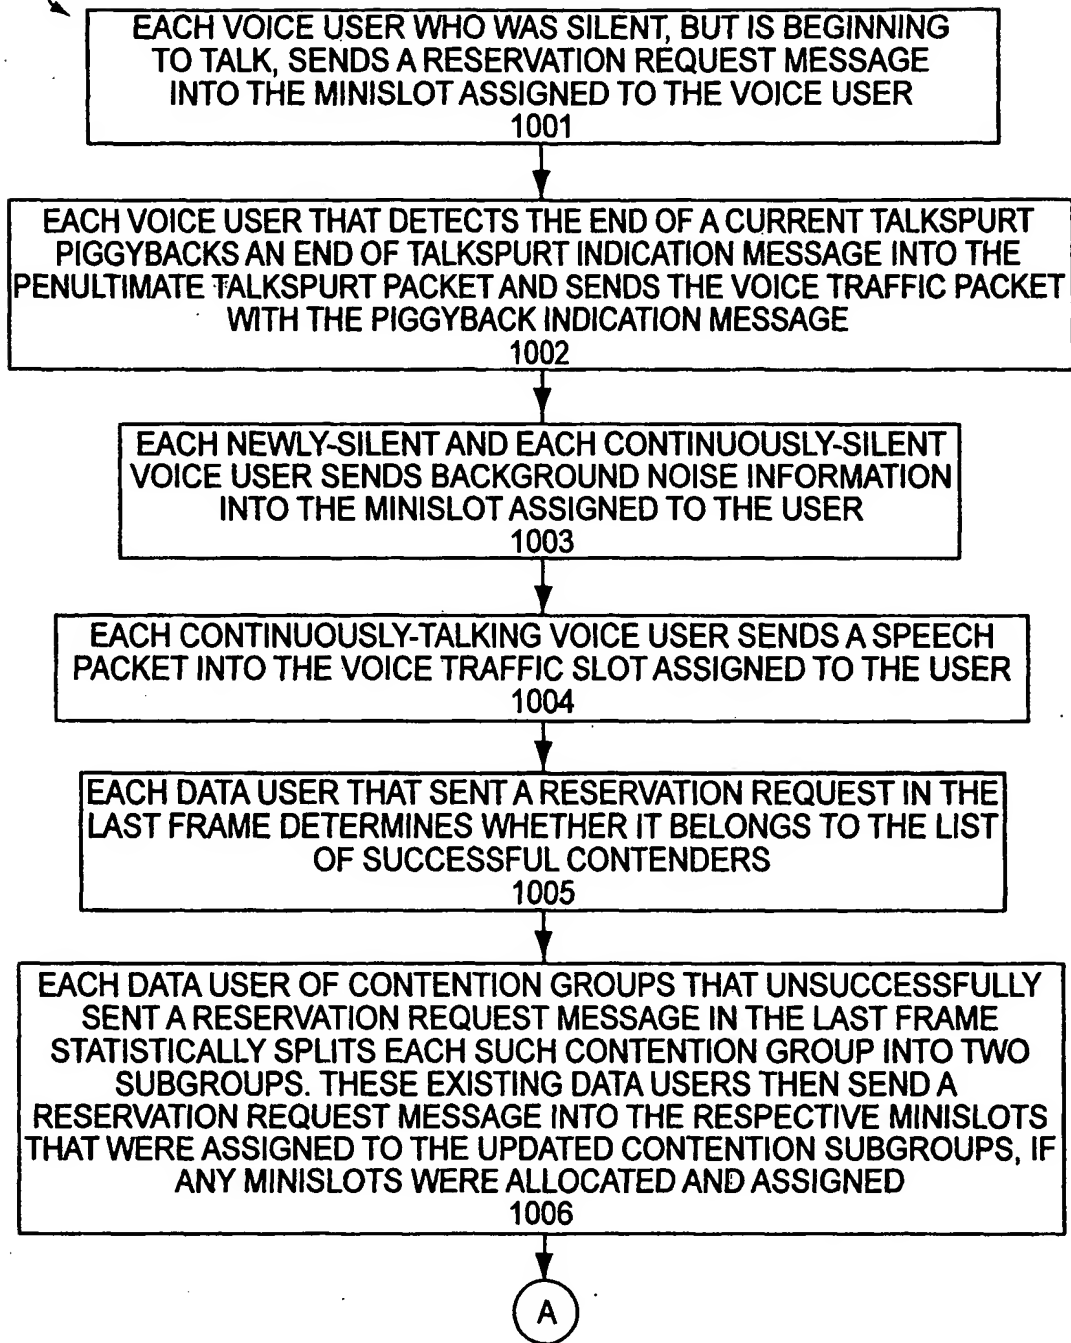 EACH VOICE USER WHO WAS SILENT, BUT IS BEGINNING
TO TALK, SENDS A RESERVATION REQUEST MESSAGE
INTO THE MINISLOT ASSIGNED TO THE VOICE USER
1001
EACH VOICE USER THAT DETECTS THE END OF A CURRENT TALKSPURT
PIGGYBACKS AN END OF TALKSPURT INDICATION MESSAGE INTO THE
PENULTIMATE TALKSPURT PACKET AND SENDS THE VOICE TRAFFIC PACKET
WITH THE PIGGYBACK INDICATION MESSAGE
1002
EACH NEWLY-SILENT AND EACH CONTINUOUSLY-SILENT
VOICE USER SENDS BACKGROUND NOISE INFORMATION
INTO THE MINISLOT ASSIGNED TO THE USER
1003
EACH CONTINUOUSLY-TALKING VOICE USER SENDS A SPEECH
PACKET INTO THE VOICE TRAFFIC SLOT ASSIGNED TO THE USER
1004
EACH DATA USER THAT SENT A RESERVATION REQUEST IN THE
LAST FRAME DETERMINES WHETHER IT BELONGS TO THE LIST
OF SUCCESSFUL CONTENDERS
1005
EACH DATA USER OF CONTENTION GROUPS THAT UNSUCCESSFULLY
SENT A RESERVATION REQUEST MESSAGE IN THE LAST FRAME
STATISTICALLY SPLITS EACH SUCH CONTENTION GROUP INTO TWO
SUBGROUPS. THESE EXISTING DATA USERS THEN SEND A
RESERVATION REQUEST MESSAGE INTO THE RESPECTIVE MINISLOTS
THAT WERE ASSIGNED TO THE UPDATED CONTENTION SUBGROUPS, IF
ANY MINISLOTS WERE ALLOCATED AND ASSIGNED
1006
A